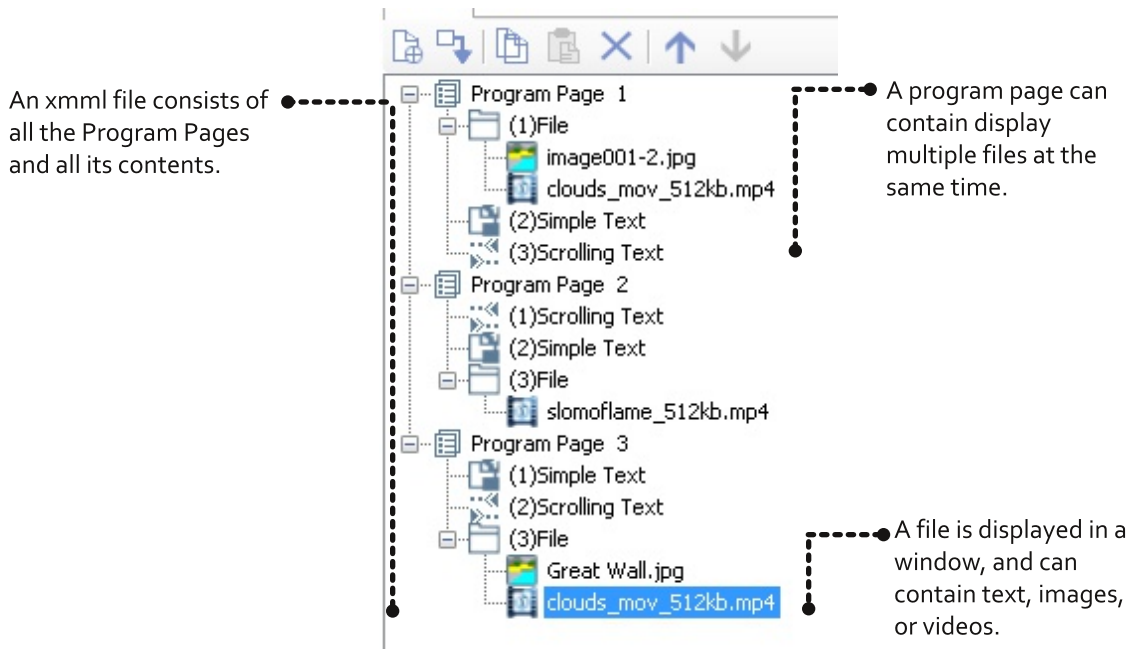 An xmml file consists of
all the Program Pages
and all its contents.
Program Page 1
(1)File
image001-2.jpg
clouds_mov_512kb.mp4
(2)Simple Text
(3)Scrolling Text
Program Page 2
(1)Scrolling Text
(2)Simple Text
(3)File
slomoflame_512kb.mp4
Program Page 3
(1)Simple Text
(2)Scrolling Text
(3)File
Great Wall.jpg
clouds_mov_512kb.mp4
A program page can
contain display
multiple files at the
same time.
A file is displayed in a
window, and can
contain text, images,
or videos.